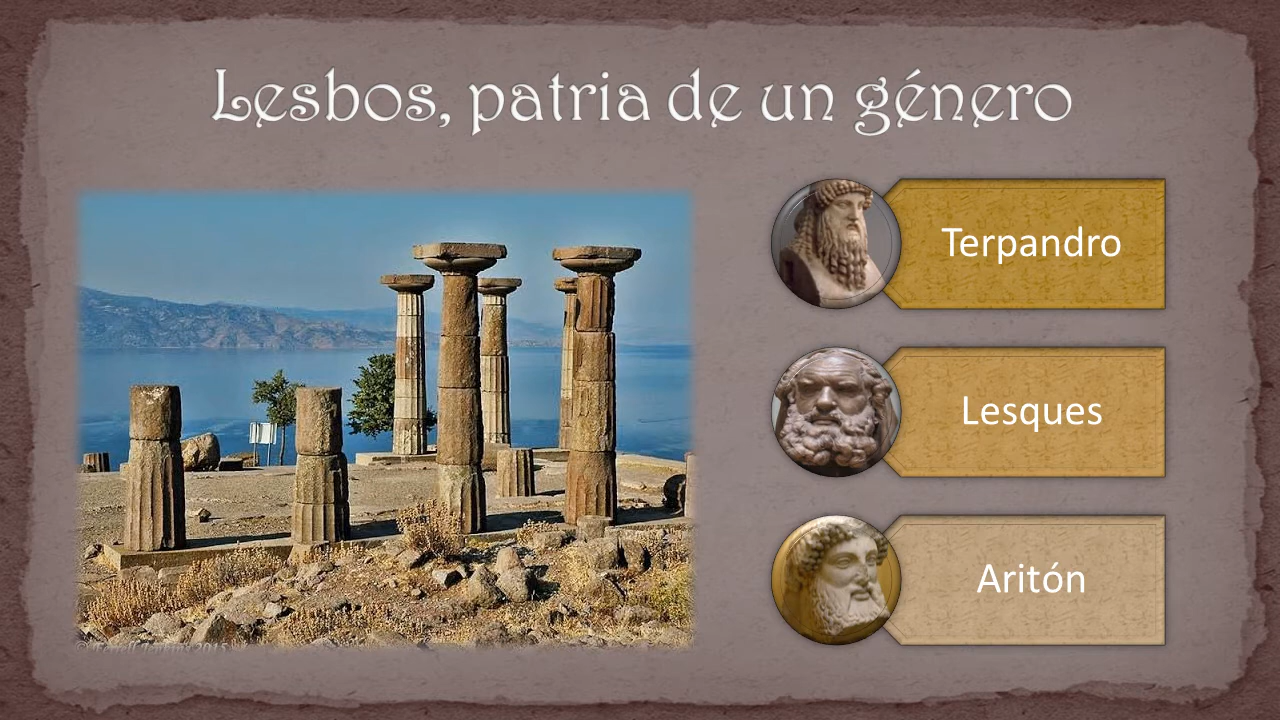 Lesbos, patria de un género
Terpandro
Lesques
Aritón